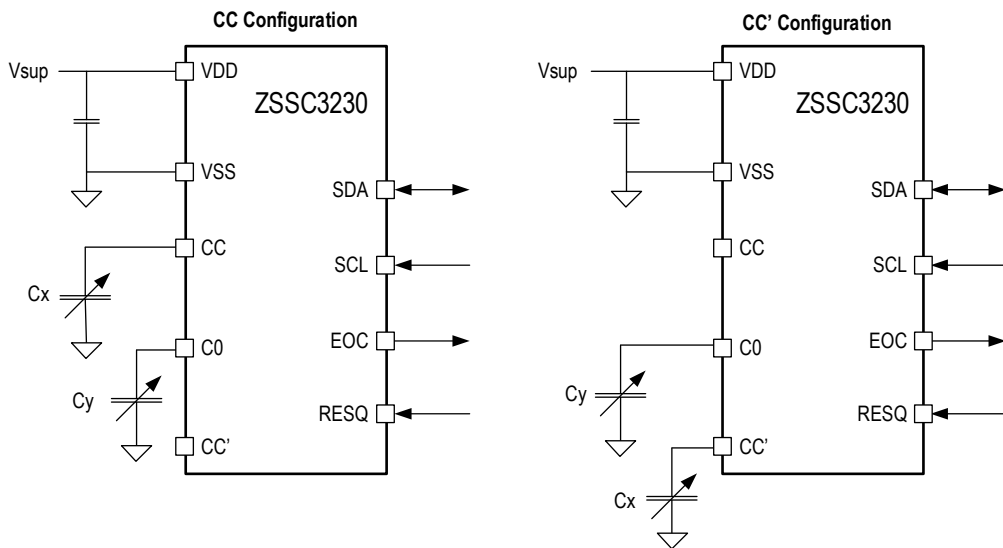 CC Configuration
Vsup
VDD
ZSSC3230
VSS
SDA
CC
SCL
Cx
C0
EOC
Cy
RESQ
CC'
CC’ Configuration
Vsup
VDD
ZSSC3230
VSS
SDA
CC
SCL
C0
EOC
Cy
RESQ
CC'
Cx